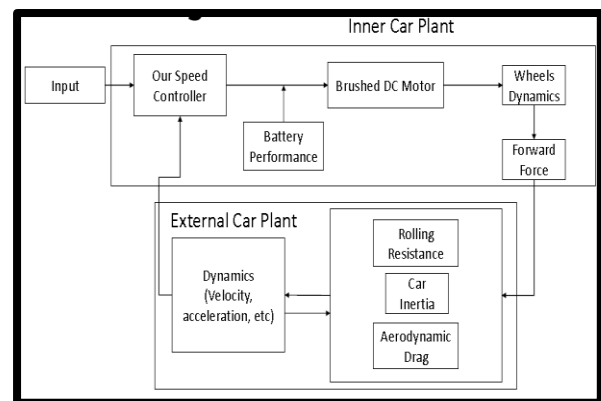 Inner Car Plant
Input
Our Speed
Controller
Brushed DC Motor
Wheels
Dynamics
Battery
Performance
Forward
Force
External Car Plant
Dynamics
(Velocity,
acceleration, etc)
Rolling
Resistance
Car
Inertia
Aerodynamic
Drag